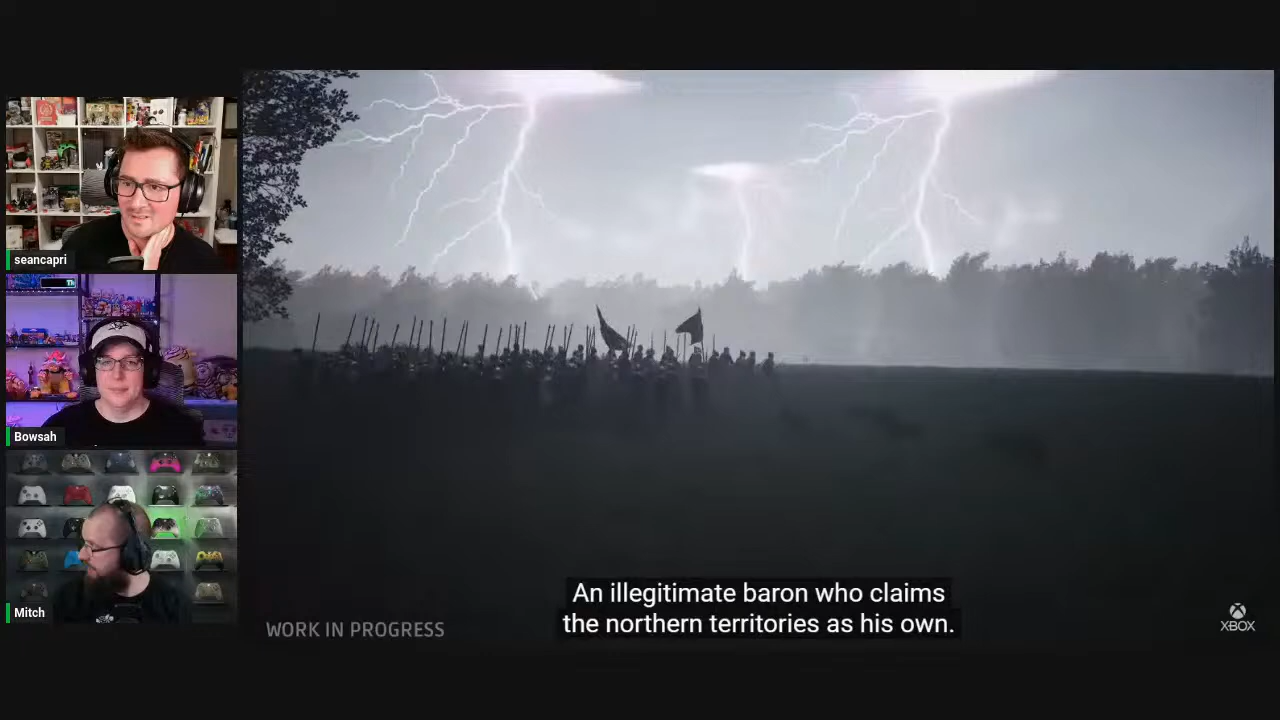 seancapri
Bowsah
Mitch
An illegitimate baron who claims
the northern territories as his own.
WORK IN PROGRESS
XBOX